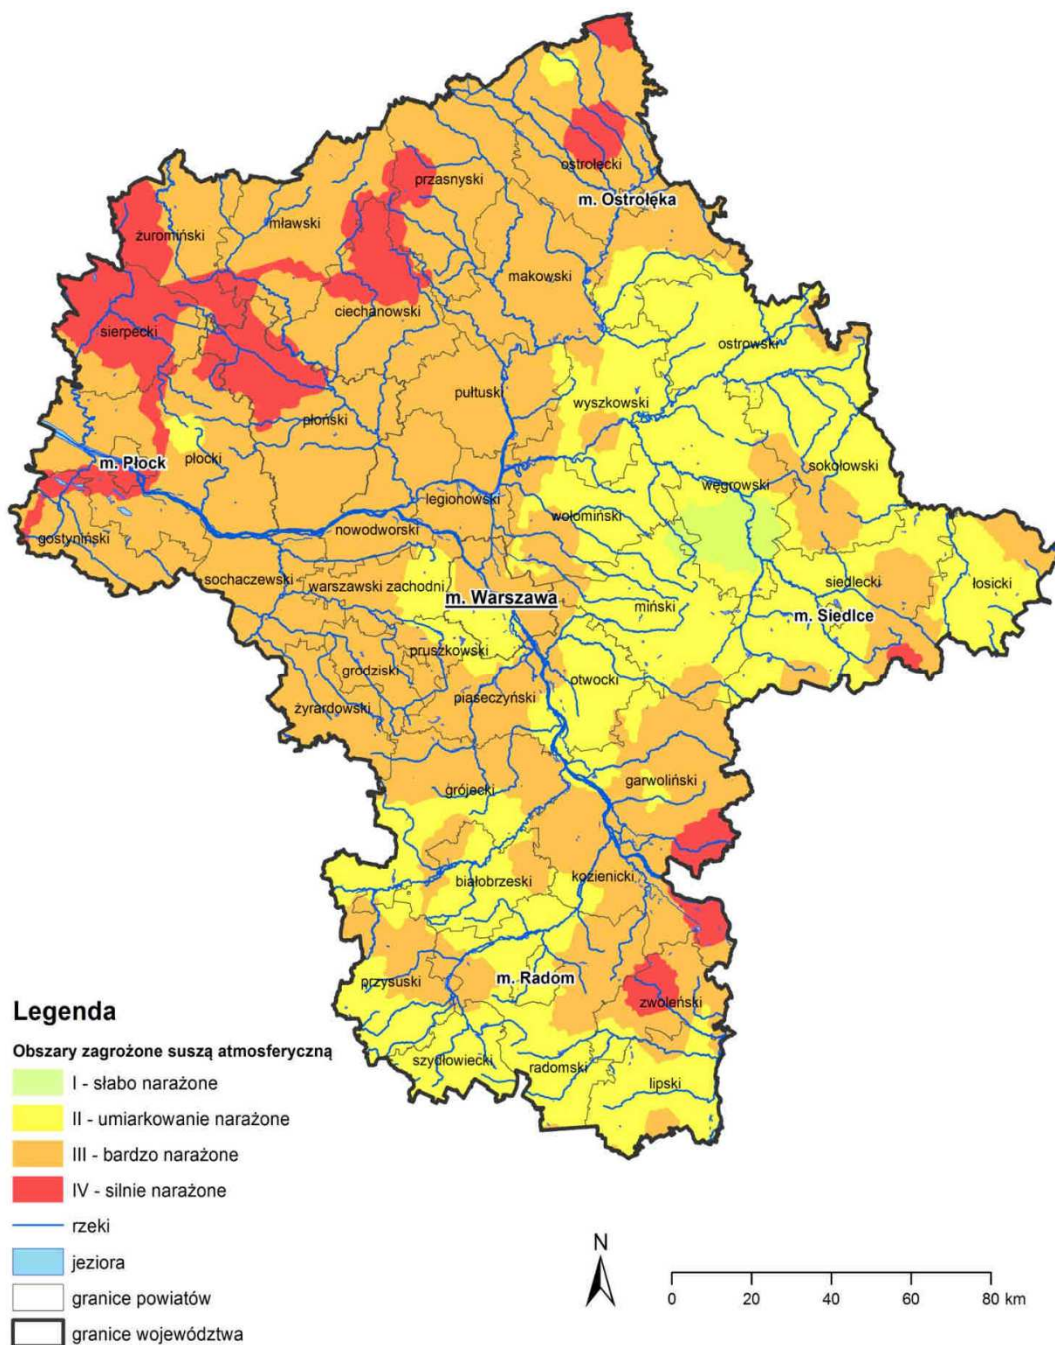 ostrołęcki
przasnyski
m. Ostrołęka
mławski
żuromiński
makowski
ciechanowski
sierpecki
ostrowski
pułtuski
wyszkowski
płoński
płocki
m. Płock
sokołowski
węgrowski
legionowski
wołomiński
nowodworski
gostyniński
sochaczewski
warszawski zachodni
siedlecki
łosicki
m. Warszawa
miński
m. Siedlce
pruszkowski
grodziski
otwocki
piaseczyński
żyrardowski
garwoliński
grójecki
białobrzeski
kozienicki
m. Radom
przysuski
zwoleński
szydłowiecki
radomski
lipski
Legenda
Obszary zagrożone suszą atmosferyczną
I - słabo narażone
II - umiarkowanie narażone
III - bardzo narażone
IV - silnie narażone
rzeki
jeziora
granice powiatów
granice województwa
N
0 20 40 60 80 km